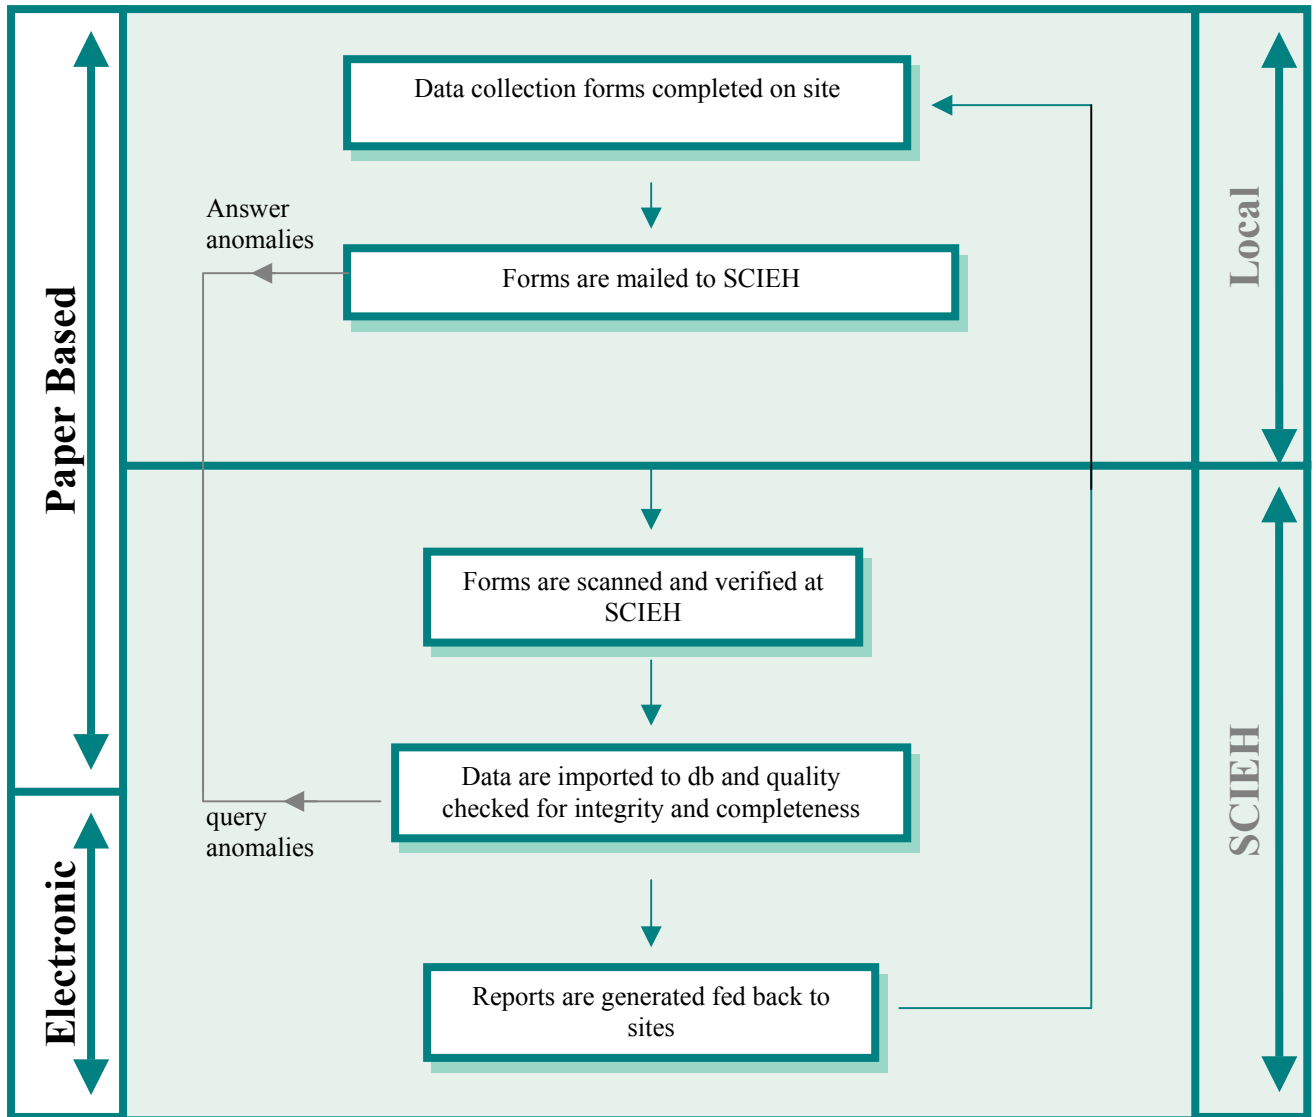 Data collection forms completed on site
Answer
anomalies
Forms are mailed to SCIEH
Local
Paper Based
Forms are scanned and verified at
SCIEH
Data are imported to db and quality
checked for integrity and completeness
query
anomalies
SCIEH
Electronic
Reports are generated fed back to
sites